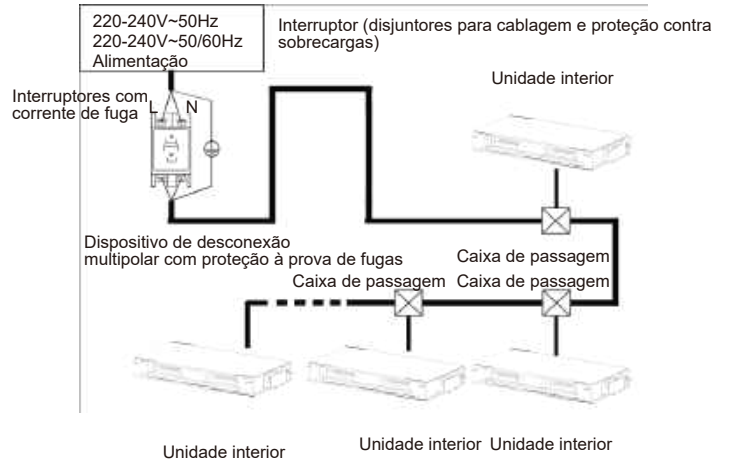 220-240V~50Hz
220-240V~50/60Hz
Alimentação
Interruptor (disjuntores para cablagem e proteção contra
sobrecargas)
Unidade interior
Interruptores com
corrente de fuga
L N
Dispositivo de desconexão
multipolar com proteção à prova de fugas
Caixa de passagem
Caixa de passagem Caixa de passagem
Unidade interior Unidade interior Unidade interior